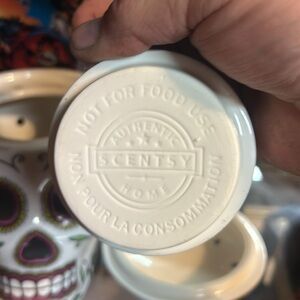 NOT FOR FOOD USE
AUTHENTIC
SCENTSY
HOME
NON POUR LA CONSOMMATION